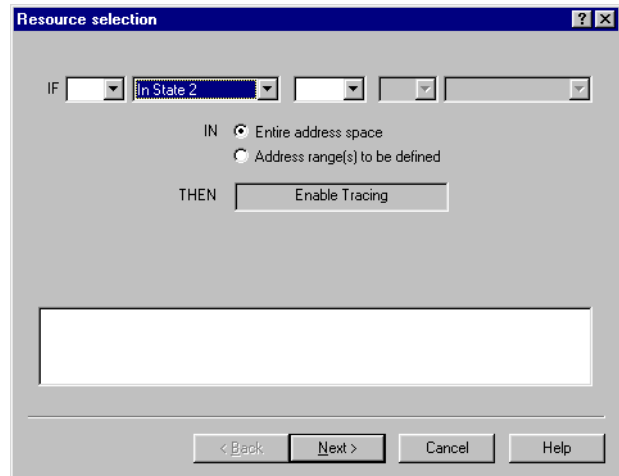 Resource selection
IF In State 2
IN Entire address space
Address range(s) to be defined
THEN Enable Tracing
< Back Next > Cancel Help